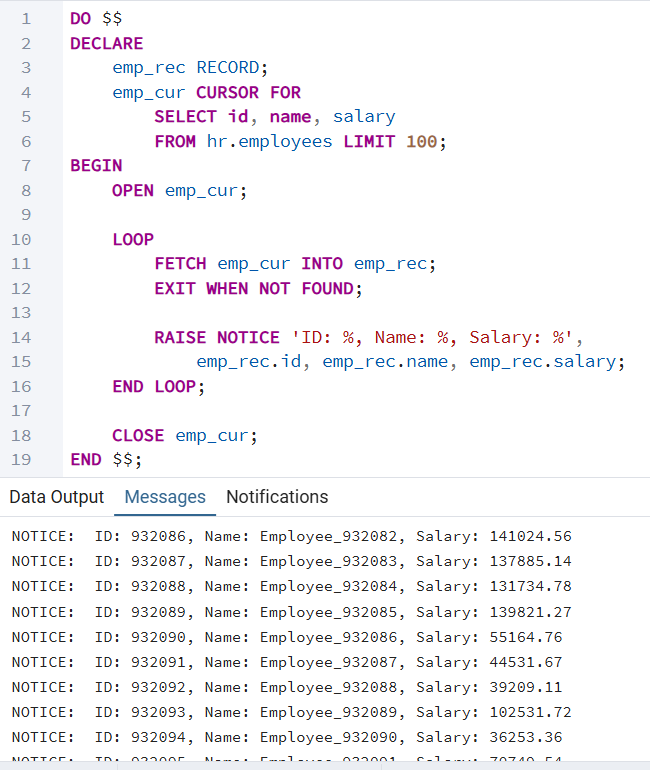 1 DO $$
2 DECLARE
3 emp_rec RECORD;
4 emp_cur CURSOR FOR
5 SELECT id, name, salary
6 FROM hr.employees LIMIT 100;
7 BEGIN
8 OPEN emp_cur;
9
10 LOOP
11 FETCH emp_cur INTO emp_rec;
12 EXIT WHEN NOT FOUND;
13
14 RAISE NOTICE 'ID: %, Name: %, Salary: %',
15 emp_rec.id, emp_rec.name, emp_rec.salary;
16 END LOOP;
17
18 CLOSE emp_cur;
19 END $$;
Data Output Messages Notifications
NOTICE: ID: 932086, Name: Employee_932082, Salary: 141024.56
NOTICE: ID: 932087, Name: Employee_932083, Salary: 137885.14
NOTICE: ID: 932088, Name: Employee_932084, Salary: 131734.78
NOTICE: ID: 932089, Name: Employee_932085, Salary: 139821.27
NOTICE: ID: 932090, Name: Employee_932086, Salary: 55164.76
NOTICE: ID: 932091, Name: Employee_932087, Salary: 44531.67
NOTICE: ID: 932092, Name: Employee_932088, Salary: 39209.11
NOTICE: ID: 932093, Name: Employee_932089, Salary: 102531.72
NOTICE: ID: 932094, Name: Employee_932090, Salary: 36253.36
NOTICE: ID: 932095, Name: Employee_932091, Salary: